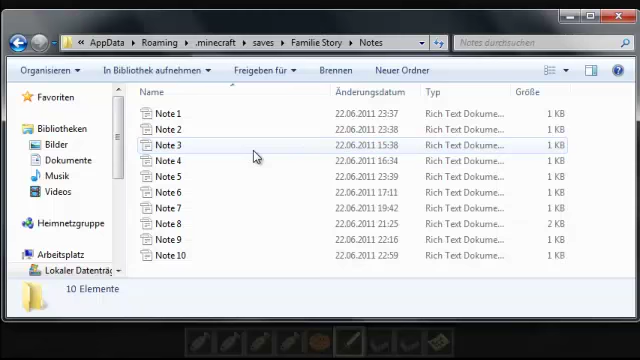 « AppData ▸ Roaming ▸ .minecraft ▸ saves ▸ Familie Story ▸ Notes
Notes durchsuchen
Organisieren In Bibliothek aufnehmen Freigeben für Brennen Neuer Ordner
Favoriten
Bibliotheken
Bilder
Dokumente
Musik
Videos
Heimnetzgruppe
Arbeitsplatz
Lokaler Datenträg
Name Änderungsdatum Typ Größe
Note 1 22.06.2011 23:37 Rich Text Dokume... 1 KB
Note 2 22.06.2011 23:38 Rich Text Dokume... 1 KB
Note 3 22.06.2011 15:38 Rich Text Dokume... 1 KB
Note 4 22.06.2011 16:34 Rich Text Dokume... 1 KB
Note 5 22.06.2011 23:39 Rich Text Dokume... 1 KB
Note 6 22.06.2011 17:11 Rich Text Dokume... 1 KB
Note 7 22.06.2011 19:42 Rich Text Dokume... 1 KB
Note 8 22.06.2011 21:25 Rich Text Dokume... 2 KB
Note 9 22.06.2011 22:16 Rich Text Dokume... 1 KB
Note 10 22.06.2011 22:59 Rich Text Dokume... 1 KB
10 Elemente